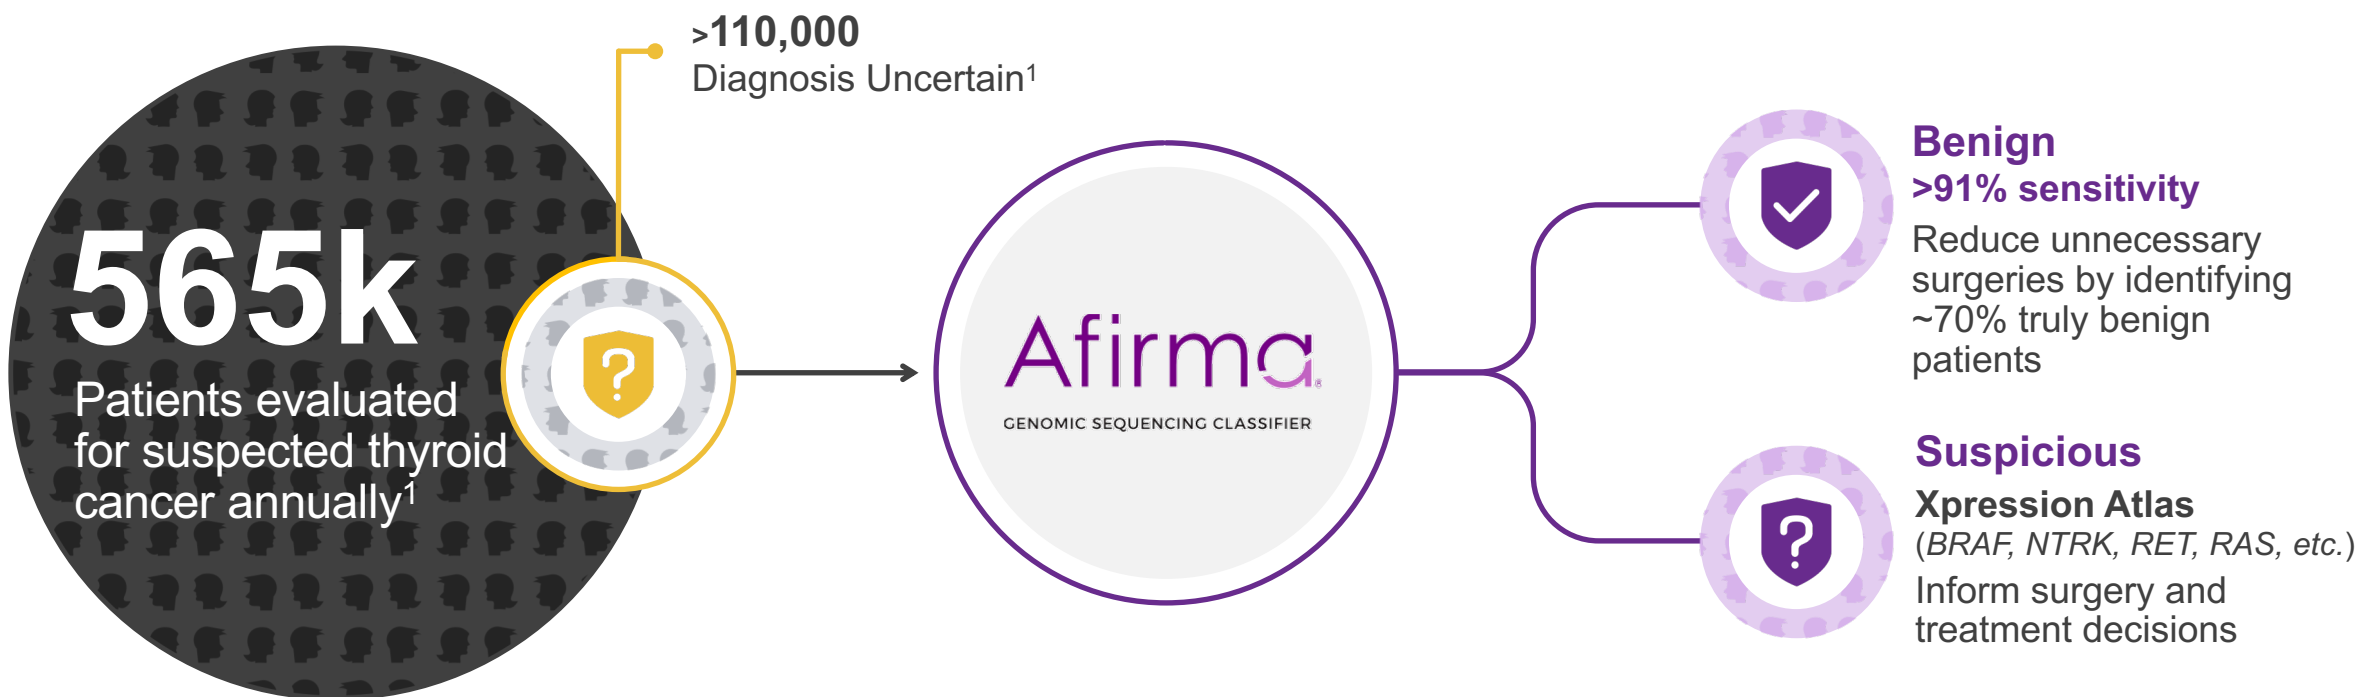 565k
Patients evaluated
for suspected thyroid
cancer annually¹
>110,000
Diagnosis Uncertain¹
?
Afirma®
GENOMIC SEQUENCING CLASSIFIER
Benign
>91% sensitivity
Reduce unnecessary
surgeries by identifying
~70% truly benign
patients
?
Suspicious
Xpression Atlas
(BRAF, NTRK, RET, RAS, etc.)
Inform surgery and
treatment decisions